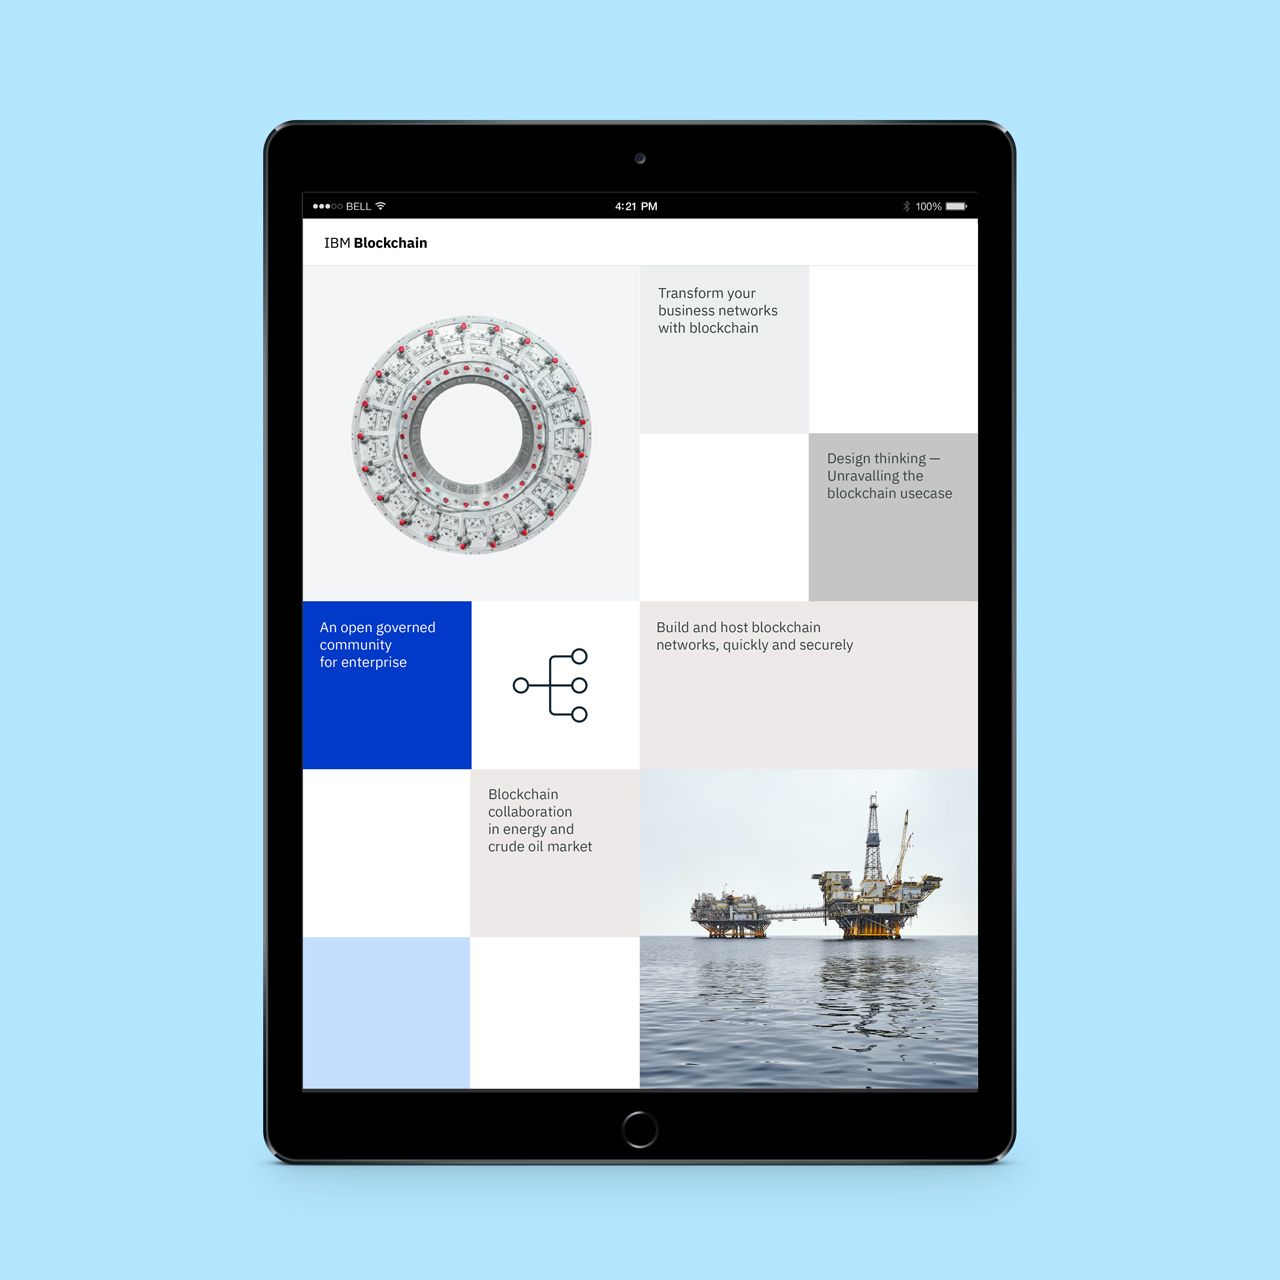 BELL
4:21 PM
100%
IBM Blockchain
Transform your
business networks
with blockchain
Design thinking —
Unravalling the
blockchain usecase
An open governed
community
for enterprise
Build and host blockchain
networks, quickly and securely
Blockchain
collaboration
in energy and
crude oil market